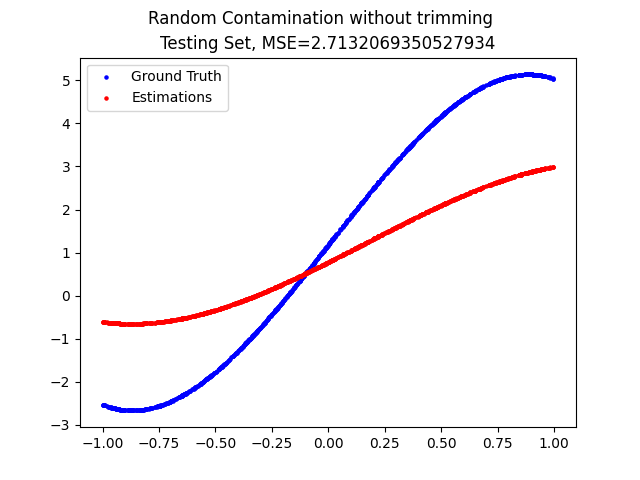 Random Contamination without trimming
Testing Set, MSE=2.7132069350527934
Ground Truth
Estimations
5
4
3
2
1
0
−1
−2
−3
−1.00 −0.75 −0.50 −0.25 0.00 0.25 0.50 0.75 1.00